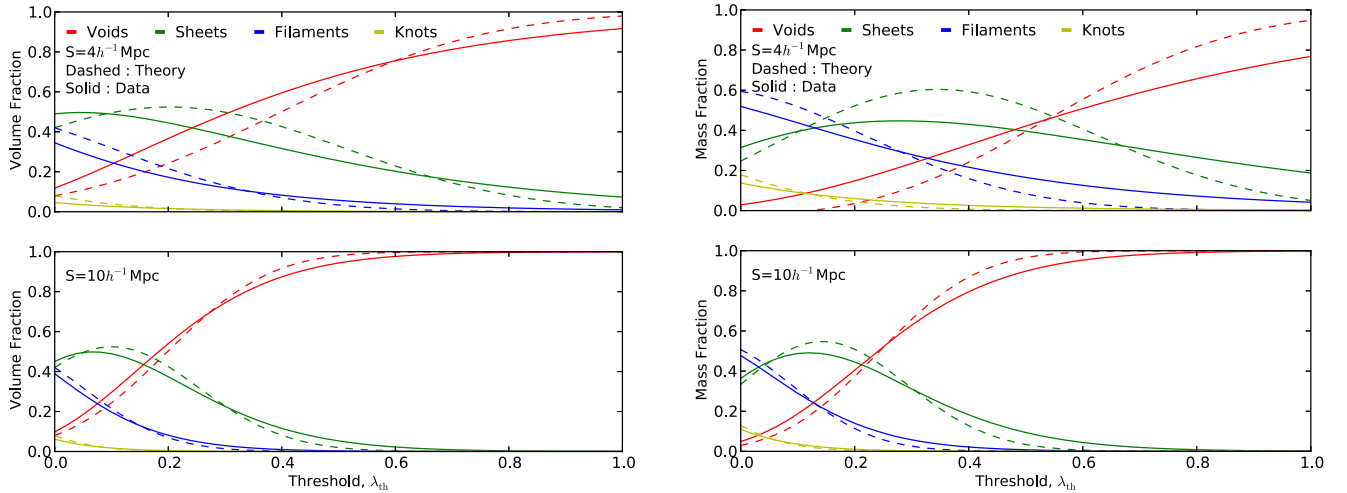 Voids Sheets Filaments Knots
S=4h⁻¹Mpc
Dashed : Theory
Solid : Data
Volume Fraction
1.0
0.8
0.6
0.4
0.2
0.0
Voids Sheets Filaments Knots
S=4h⁻¹Mpc
Dashed : Theory
Solid : Data
Mass Fraction
1.0
0.8
0.6
0.4
0.2
0.0
S=10h⁻¹Mpc
Volume Fraction
1.0
0.8
0.6
0.4
0.2
0.0
0.0 0.2 0.4 0.6 0.8 1.0
Threshold, λth
S=10h⁻¹Mpc
Mass Fraction
1.0
0.8
0.6
0.4
0.2
0.0
0.0 0.2 0.4 0.6 0.8 1.0
Threshold, λth